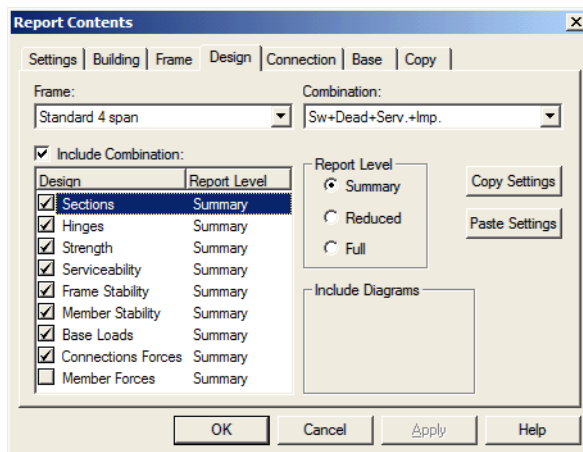 Report Contents
Settings Building Frame Design Connection Base Copy
Frame:
Combination:
Standard 4 span
Sw+Dead+Serv.+Imp.
Include Combination:
Design Report Level
Sections Summary
Hinges Summary
Strength Summary
Serviceability Summary
Frame Stability Summary
Member Stability Summary
Base Loads Summary
Connections Forces Summary
Member Forces Summary
Report Level
Summary
Reduced
Full
Copy Settings
Paste Settings
Include Diagrams
OK Cancel Apply Help